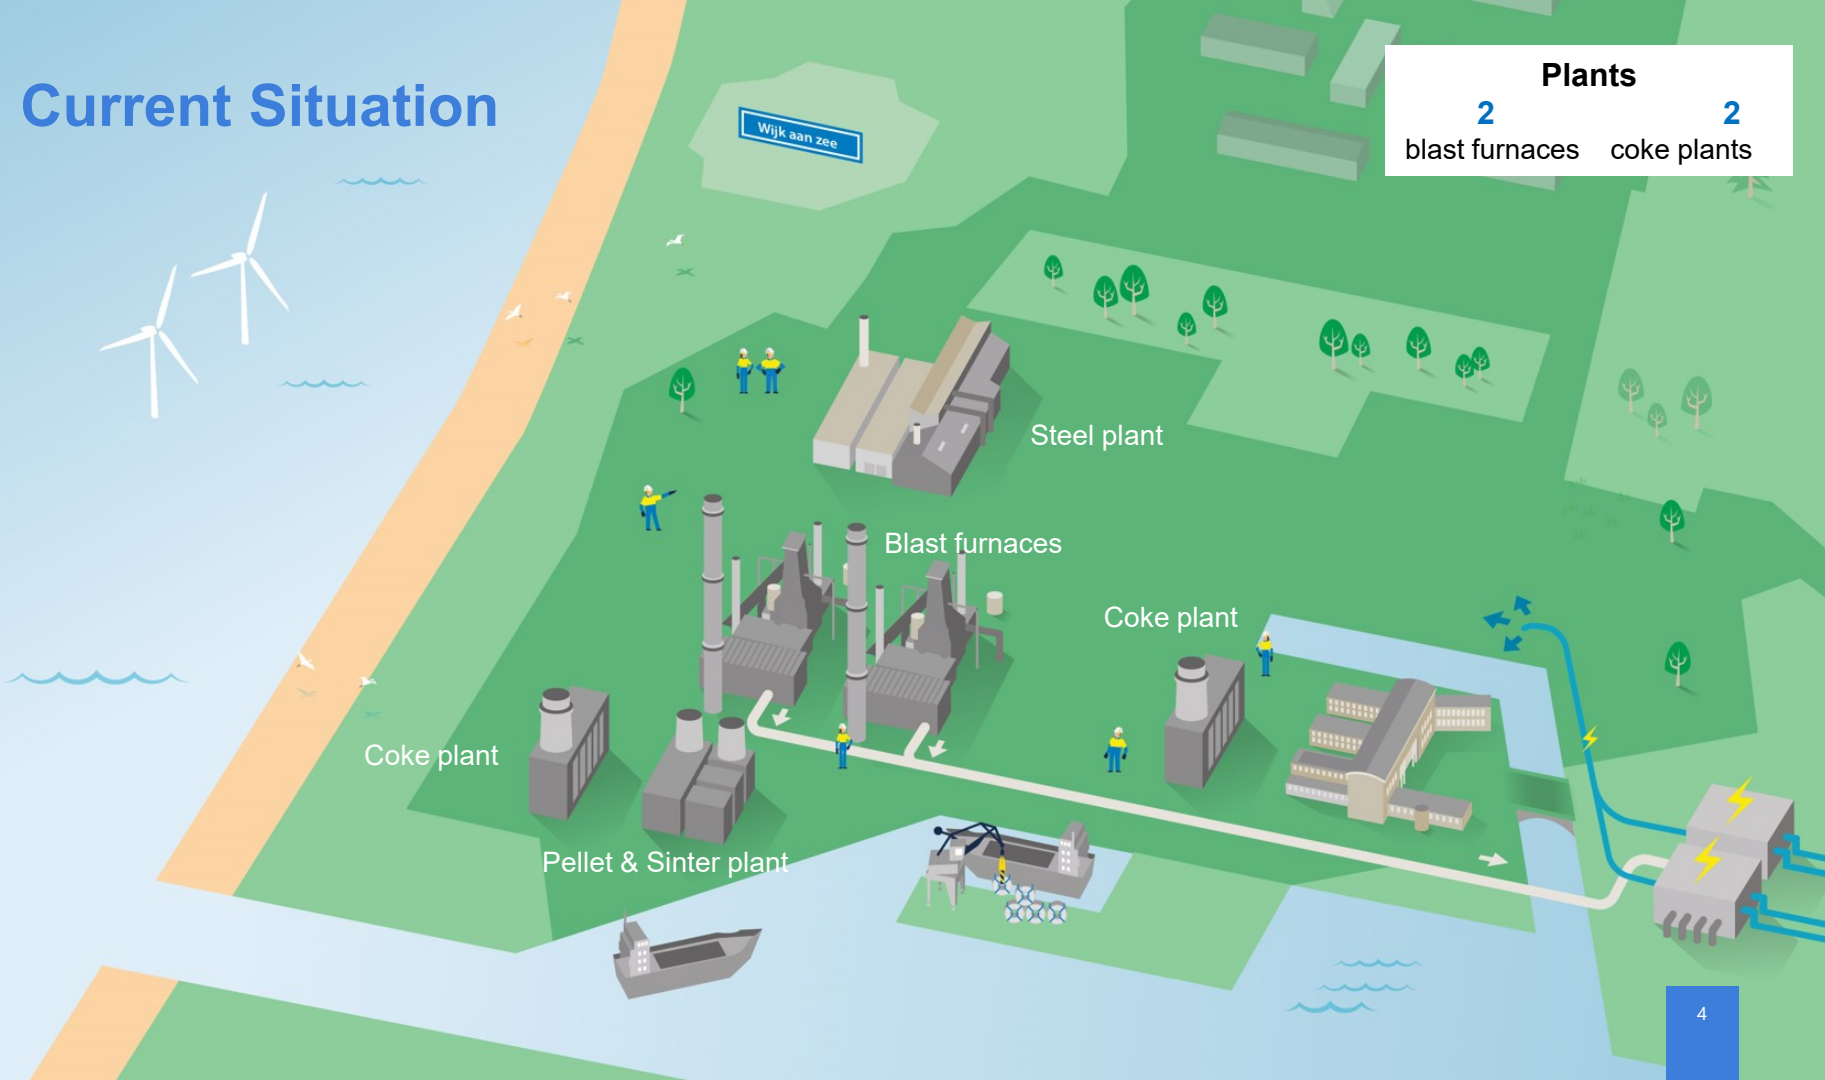 Current Situation
Wijk aan zee
Plants
2 2
blast furnaces coke plants
Steel plant
Blast furnaces
Coke plant
Coke plant
Pellet & Sinter plant
4